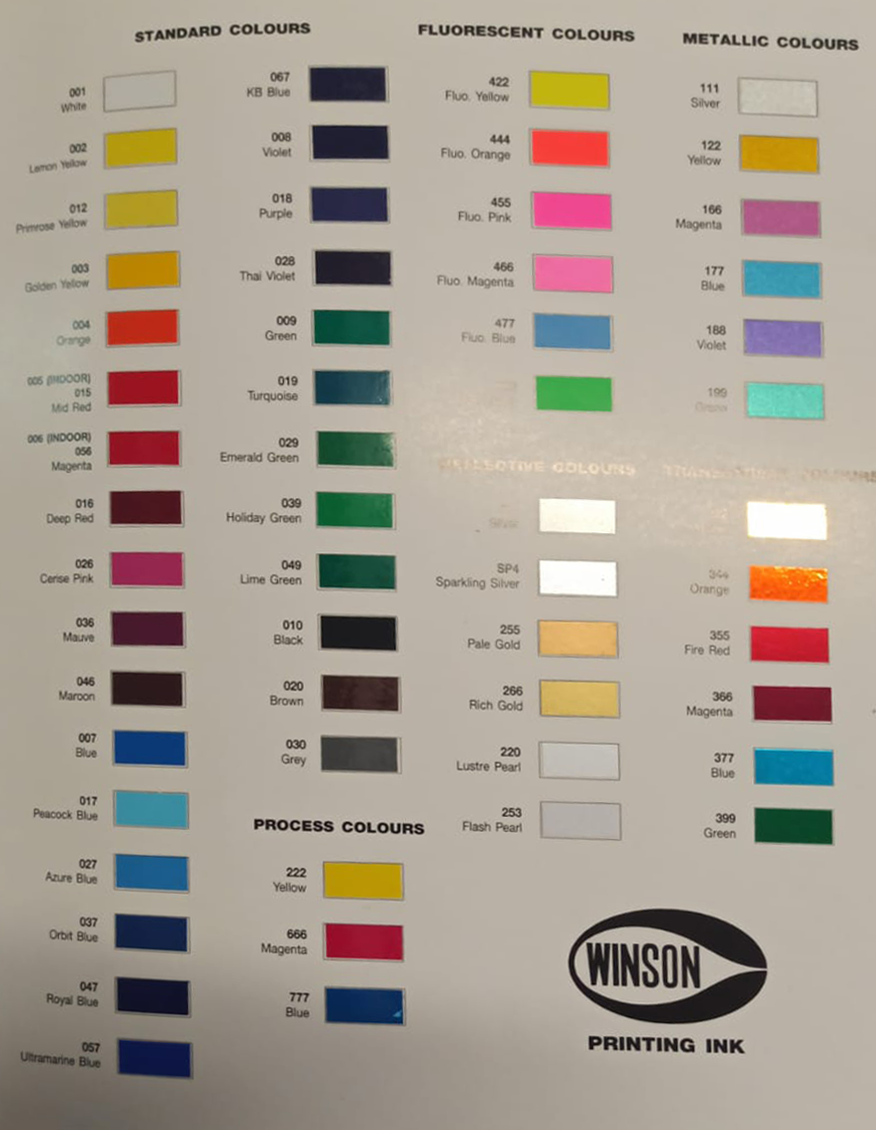 STANDARD COLOURS
001
White
002
Lemon Yellow
012
Primrose Yellow
003
Golden Yellow
004
Orange
005 (INDOOR)
015
Mid Red
006 (INDOOR)
056
Magenta
016
Deep Red
026
Cerise Pink
036
Mauve
046
Maroon
007
Blue
017
Peacock Blue
027
Azure Blue
037
Orbit Blue
047
Royal Blue
057
Ultramarine Blue
067
KB Blue
008
Violet
018
Purple
028
Thai Violet
009
Green
019
Turquoise
029
Emerald Green
039
Holiday Green
049
Lime Green
010
Black
020
Brown
030
Grey
PROCESS COLOURS
222
Yellow
666
Magenta
777
Blue
FLUORESCENT COLOURS
422
Fluo. Yellow
444
Fluo. Orange
455
Fluo. Pink
466
Fluo. Magenta
477
Fluo. Blue
REFLECTIVE COLOURS
Silver
SP4
Sparkling Silver
255
Pale Gold
266
Rich Gold
220
Lustre Pearl
253
Flash Pearl
METALLIC COLOURS
111
Silver
122
Yellow
166
Magenta
177
Blue
188
Violet
199
Green
COLOURS
344
Orange
355
Fire Red
366
Magenta
377
Blue
399
Green
WINSON
PRINTING INK